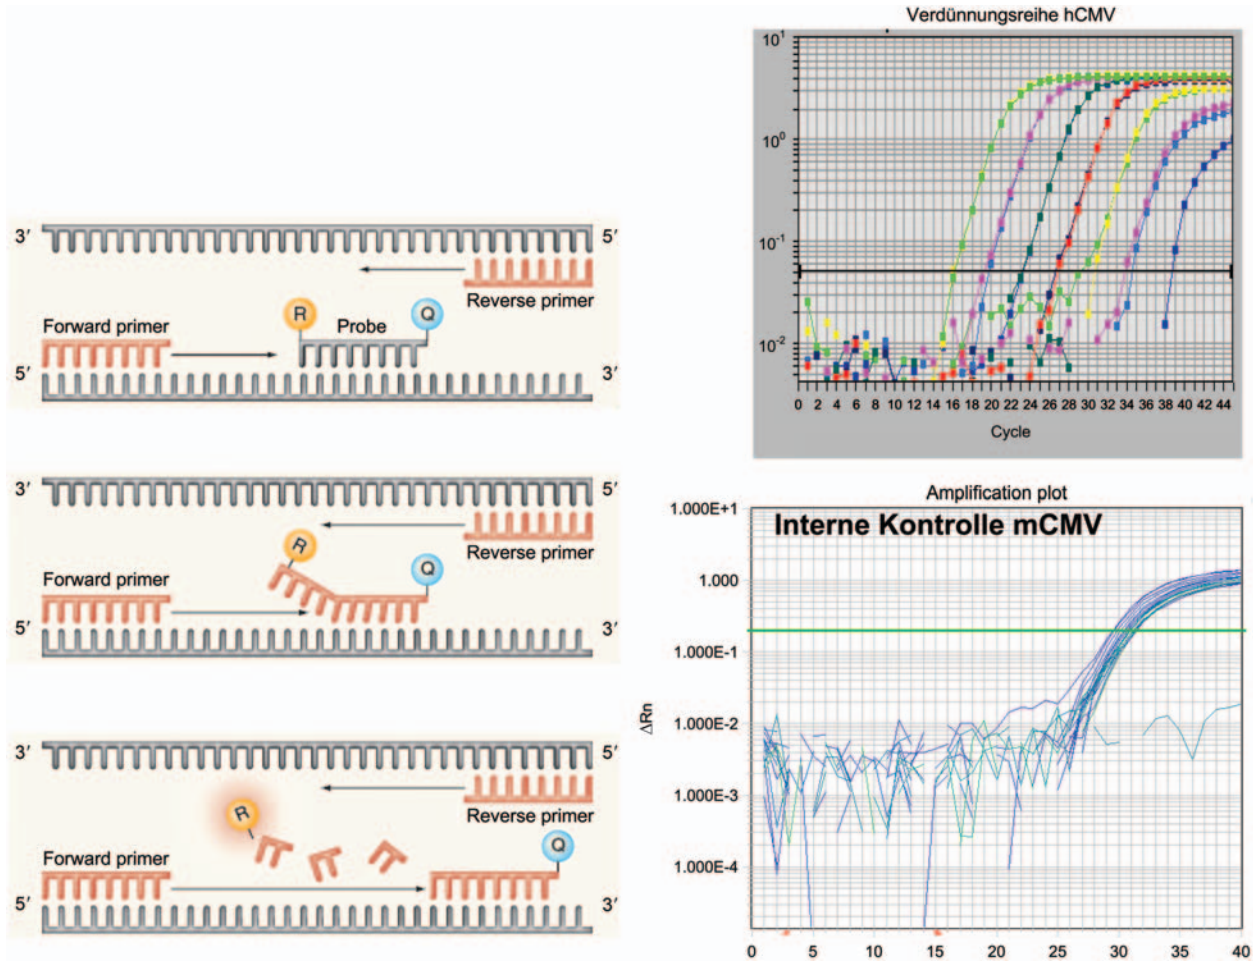 3′ 5′
Reverse primer
R Probe Q
Forward primer
5′ 3′
3′ 5′
R Reverse primer
Q
Forward primer
5′ 3′
3′ 5′
R Reverse primer
Q
Forward primer
5′ 3′
Verdünnungsreihe hCMV
10¹
10⁰
10⁻¹
10⁻²
0 2 4 6 8 10 12 14 16 18 20 22 24 26 28 30 32 34 36 38 40 42 44
Cycle
Amplification plot
Interne Kontrolle mCMV
1.000E+1
1.000
1.000E-1
1.000E-2
1.000E-3
1.000E-4
ΔRn
0 5 10 15 20 25 30 35 40